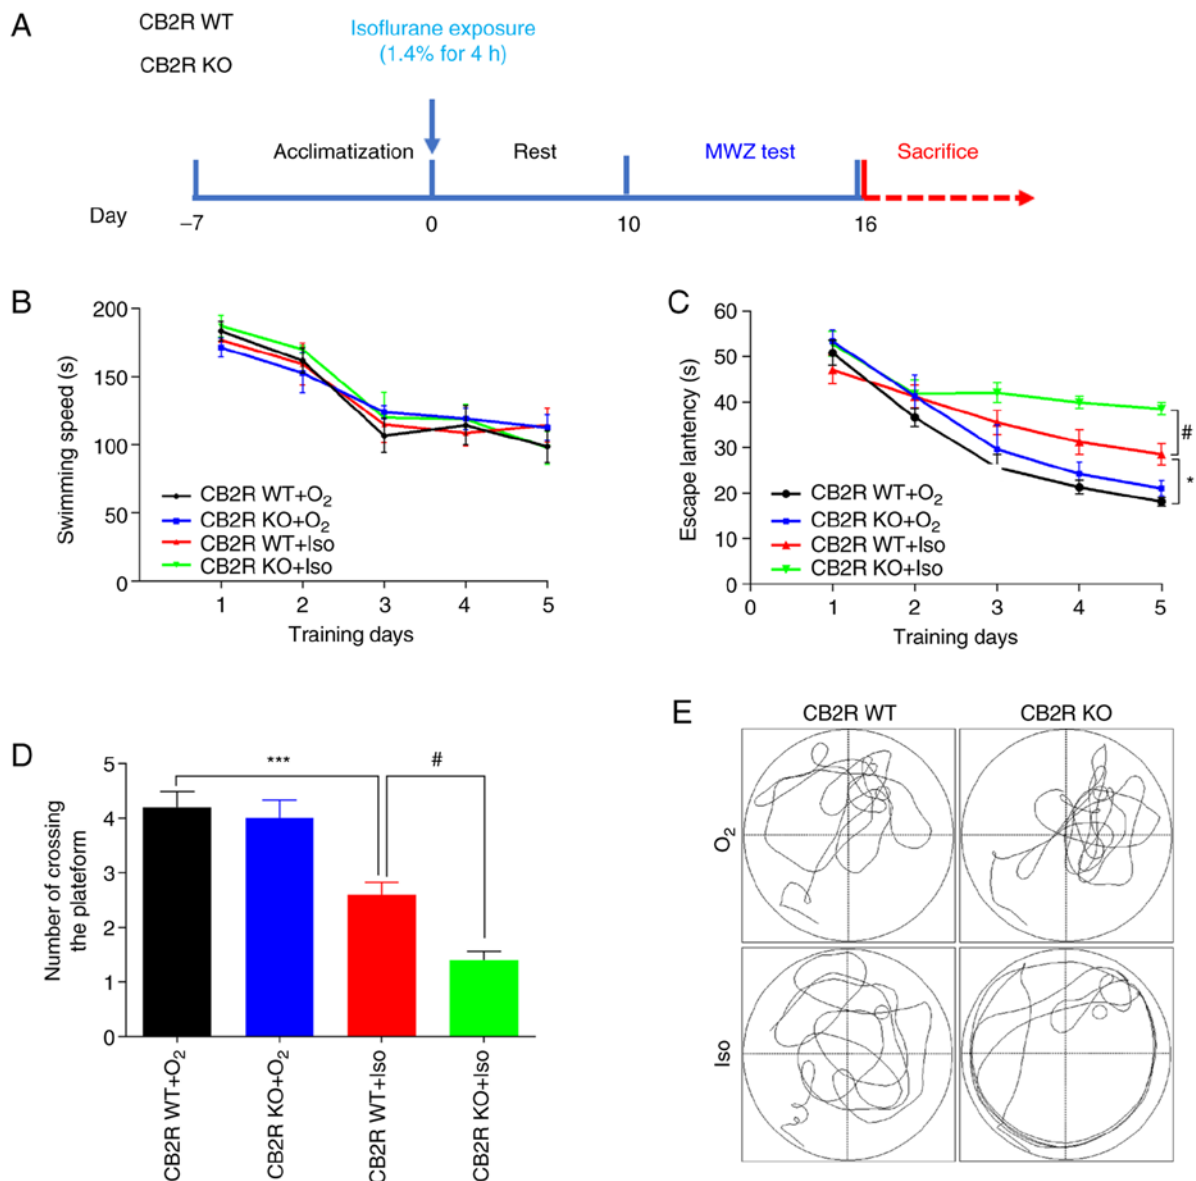 A
CB2R WT
CB2R KO
Isoflurane exposure
(1.4% for 4 h)
Acclimatization
Rest
MWZ test
Sacrifice
Day
−7
0
10
16
B
Swimming speed (s)
200
150
100
50
0
CB2R WT+O2
CB2R KO+O2
CB2R WT+Iso
CB2R KO+Iso
1
2
3
4
5
Training days
C
Escape lantency (s)
60
50
40
30
20
10
0
#
*
CB2R WT+O2
CB2R KO+O2
CB2R WT+Iso
CB2R KO+Iso
0
1
2
3
4
5
Training days
D
Number of crossing
the plateform
5
4
3
2
1
0
***
#
CB2R WT+O2
CB2R KO+O2
CB2R WT+Iso
CB2R KO+Iso
E
CB2R WT
CB2R KO
O2
Iso